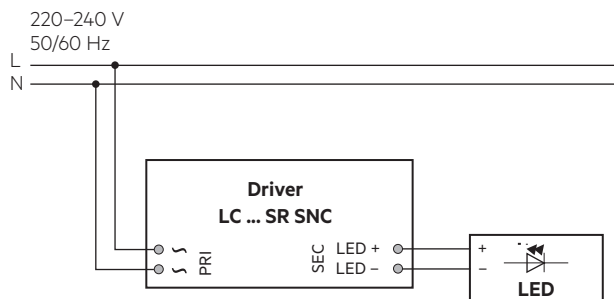 220–240 V
50/60 Hz
L
N
Driver
LC ... SR SNC
~ PRI SEC LED +
~ LED –
+
–
LED